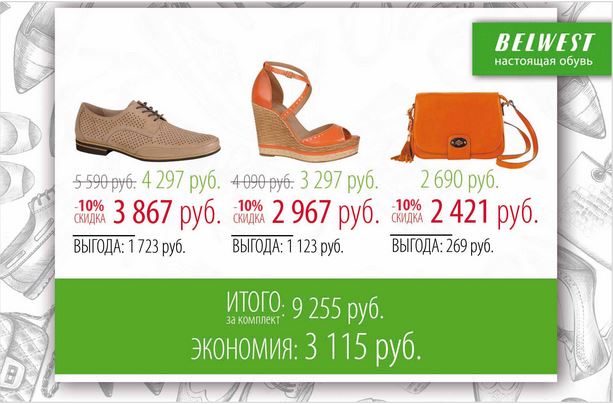 BELWEST
настоящая обувь
5 590 руб. 4 297 руб.
-10% СКИДКА 3 867 руб.
ВЫГОДА: 1 723 руб.
4 090 руб. 3 297 руб.
-10% СКИДКА 2 967 руб.
ВЫГОДА: 1 123 руб.
2 690 руб.
-10% СКИДКА 2 421 руб.
ВЫГОДА: 269 руб.
ИТОГО: 9 255 руб.
за комплект
ЭКОНОМИЯ: 3 115 руб.